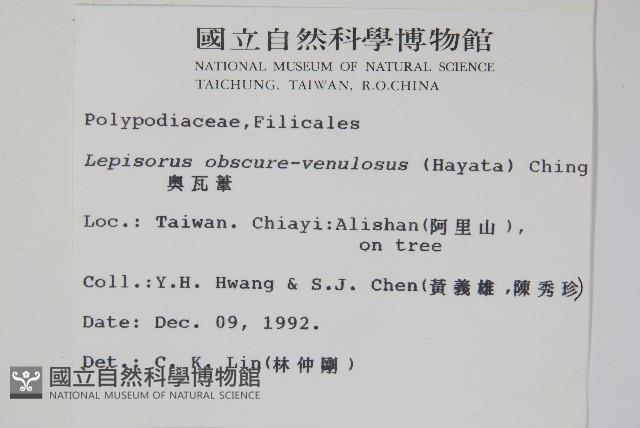 國立自然科學博物館
NATIONAL MUSEUM OF NATURAL SCIENCE
TAICHUNG, TAIWAN, R.O.CHINA
Polypodiaceae,Filicales
Lepisorus obscure-venulosus (Hayata) Ching
奧瓦葦
Loc.: Taiwan. Chiayi:Alishan(阿里山),
on tree
Coll.:Y.H. Hwang & S.J. Chen(黃義雄,陳秀珍)
Date: Dec. 09, 1992.
Det.: C. K. Lin(林仲剛)
國立自然科學博物館
NATIONAL MUSEUM OF NATURAL SCIENCE